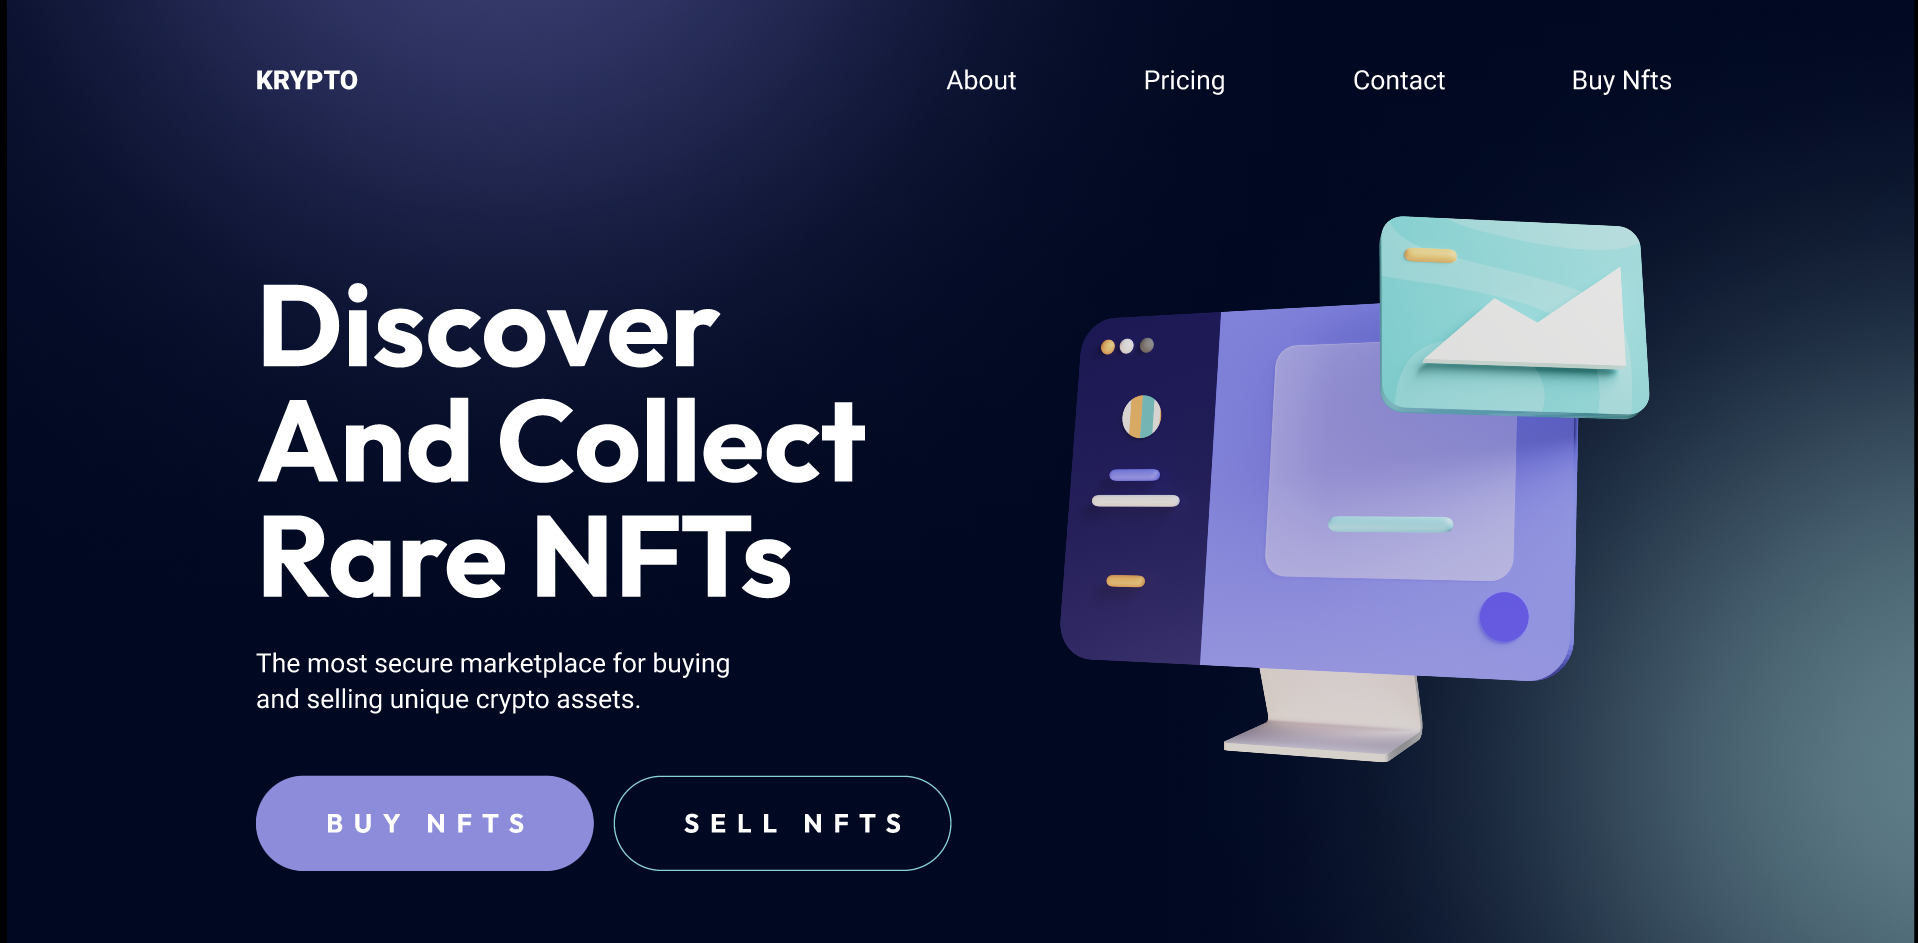 KRYPTO
About
Pricing
Contact
Buy Nfts
Discover
And Collect
Rare NFTs
The most secure marketplace for buying
and selling unique crypto assets.
BUY NFTS
SELL NFTS